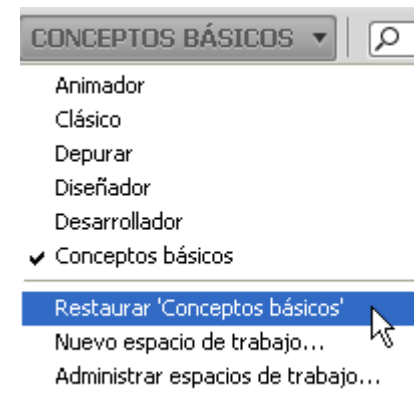 CONCEPTOS BÁSICOS
Animador
Clásico
Depurar
Diseñador
Desarrollador
Conceptos básicos
Restaurar 'Conceptos básicos'
Nuevo espacio de trabajo...
Administrar espacios de trabajo...